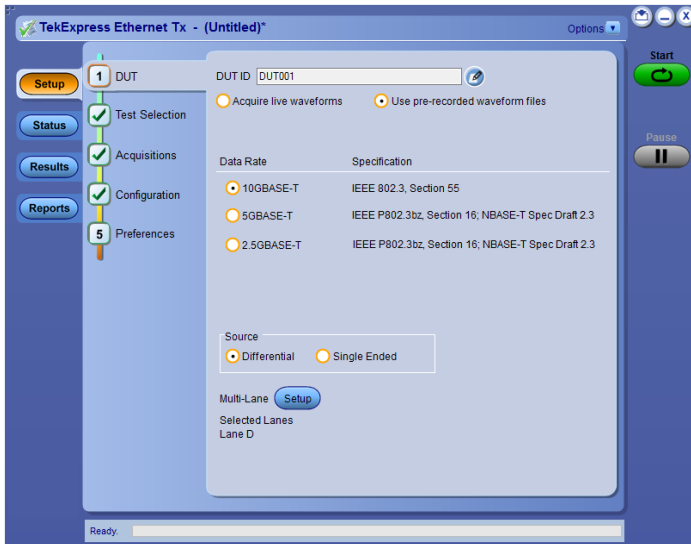 TekExpress Ethernet Tx - (Untitled)*
Options
Start
Pause
Setup
Status
Results
Reports
1 DUT
Test Selection
Acquisitions
Configuration
5 Preferences
DUT ID DUT001
Acquire live waveforms
Use pre-recorded waveform files
Data Rate Specification
10GBASE-T IEEE 802.3, Section 55
5GBASE-T IEEE P802.3bz, Section 16; NBASE-T Spec Draft 2.3
2.5GBASE-T IEEE P802.3bz, Section 16; NBASE-T Spec Draft 2.3
Source
Differential Single Ended
Multi-Lane Setup
Selected Lanes
Lane D
Ready.